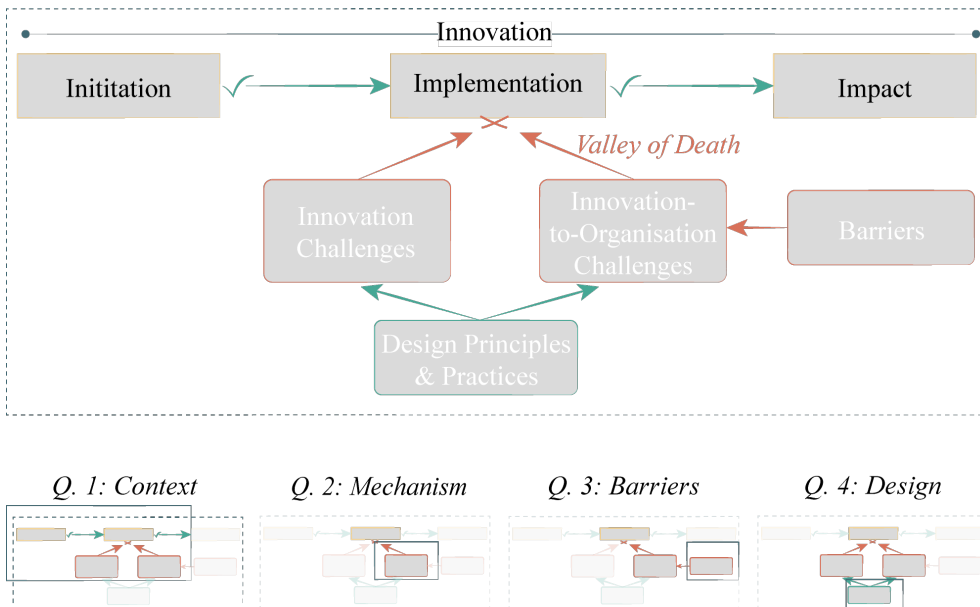 Innovation
Inititation
Implementation
Impact
Valley of Death
Innovation
Challenges
Innovation-
to-Organisation
Challenges
Barriers
Design Principles
& Practices
Q. 1: Context
Q. 2: Mechanism
Q. 3: Barriers
Q. 4: Design